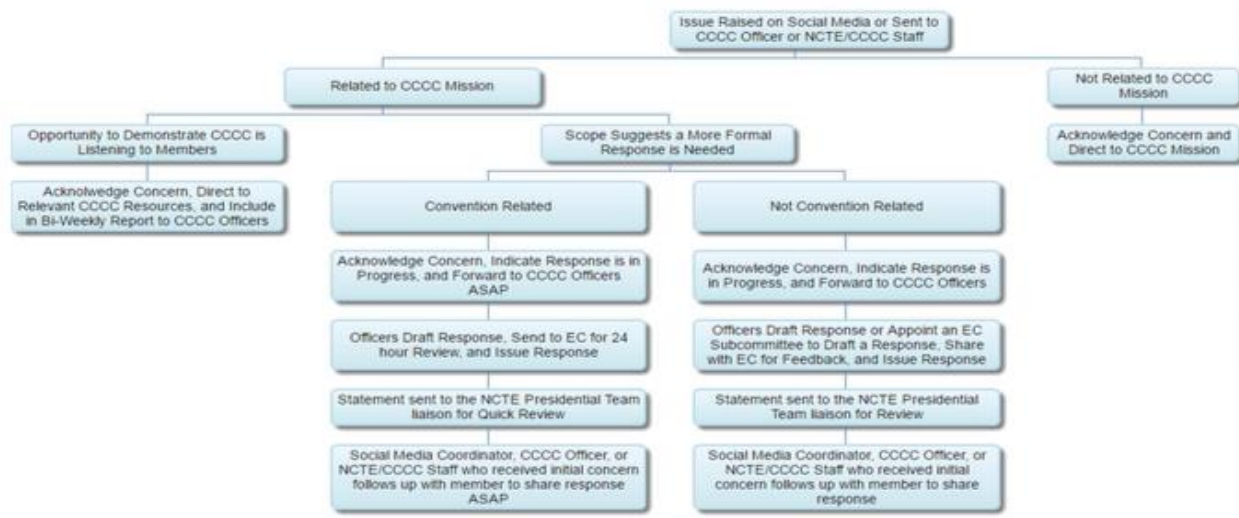 Issue Raised on Social Media or Sent to
CCCC Officer or NCTE/CCCC Staff
Related to CCCC Mission
Not Related to CCCC
Mission
Opportunity to Demonstrate CCCC is
Listening to Members
Scope Suggests a More Formal
Response is Needed
Acknowledge Concern and
Direct to CCCC Mission
Acknolwedge Concern, Direct to
Relevant CCCC Resources, and Include
in Bi-Weekly Report to CCCC Officers
Convention Related
Not Convention Related
Acknowledge Concern, Indicate Response is in
Progress, and Forward to CCCC Officers
ASAP
Acknowledge Concern, Indicate Response is
in Progress, and Forward to CCCC Officers
Officers Draft Response, Send to EC for 24
hour Review, and Issue Response
Officers Draft Response or Appoint an EC
Subcommittee to Draft a Response, Share
with EC for Feedback, and Issue Response
Statement sent to the NCTE Presidential Team
liaison for Quick Review
Statement sent to the NCTE Presidential
Team liaison for Review
Social Media Coordinator, CCCC Officer, or
NCTE/CCCC Staff who received initial concern
follows up with member to share response
ASAP
Social Media Coordinator, CCCC Officer, or
NCTE/CCCC Staff who received initial
concern follows up with member to share
response